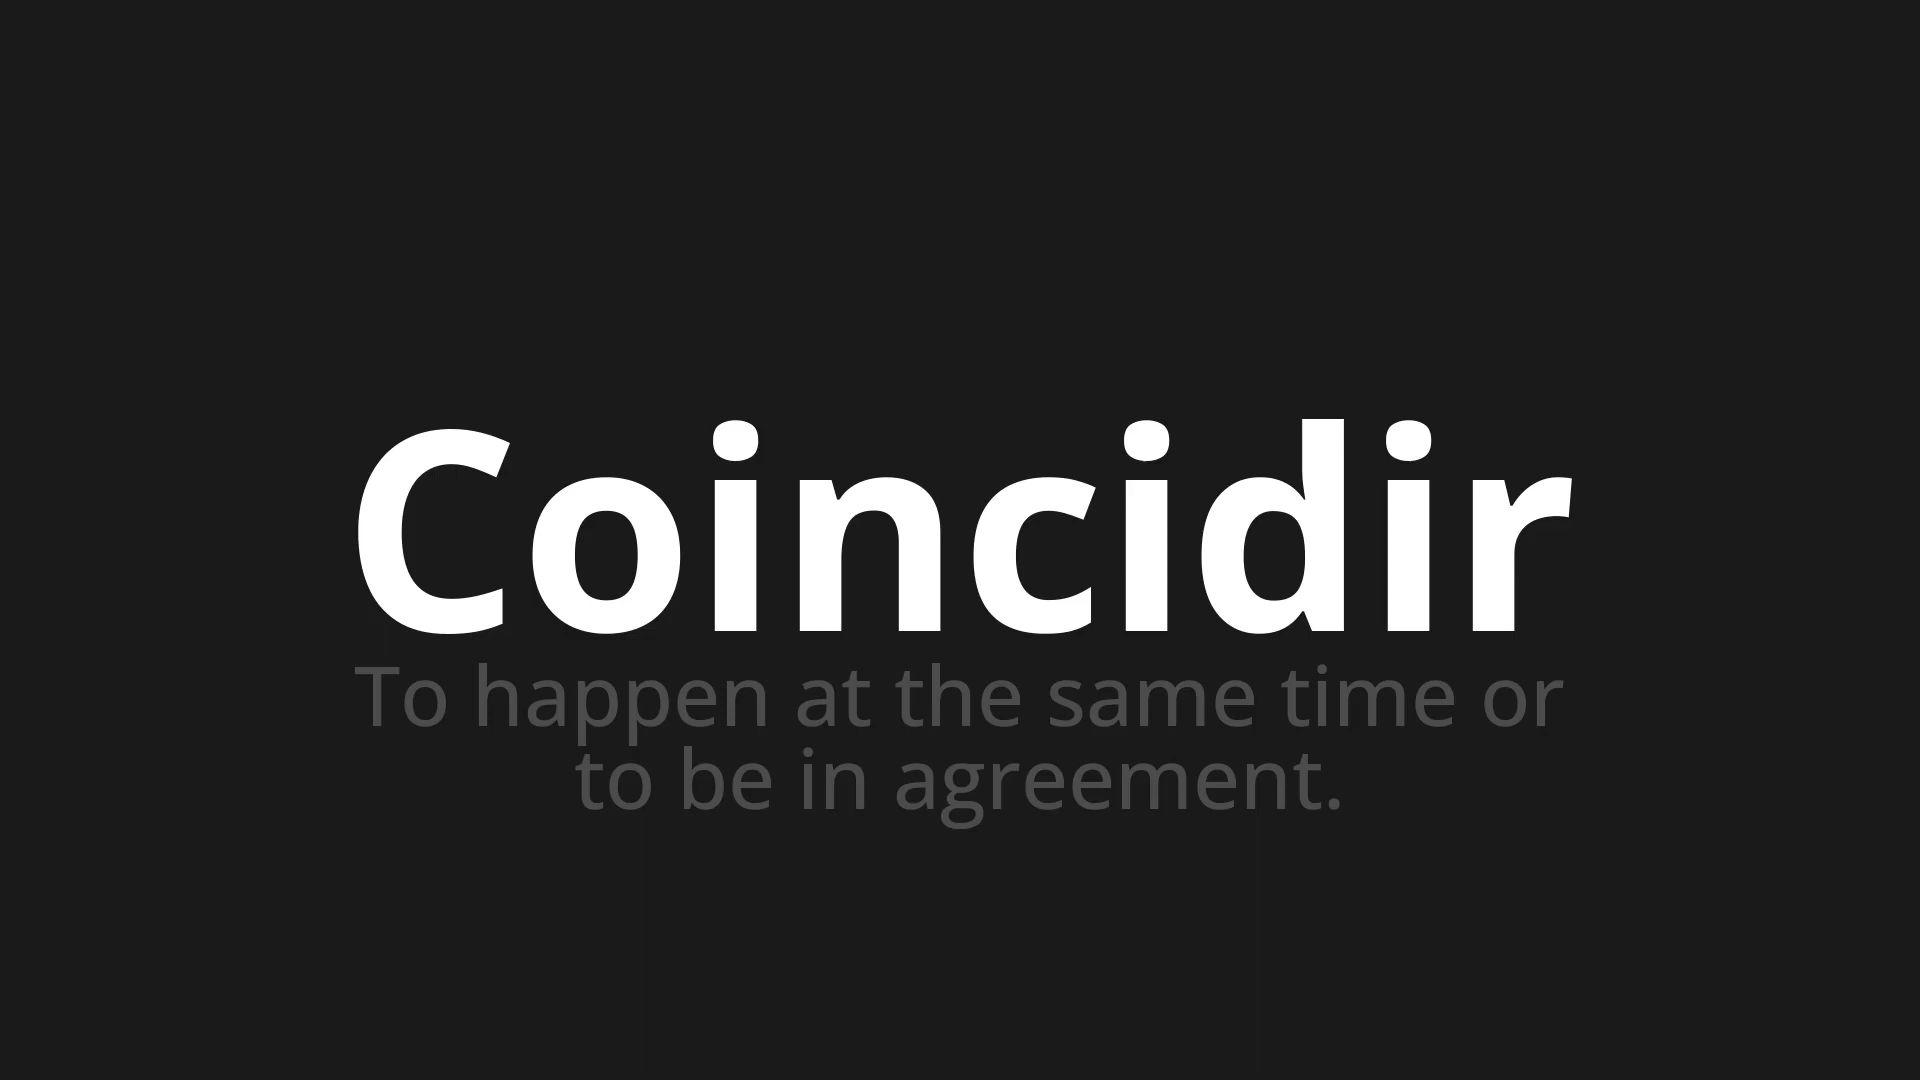 Coincidir
To happen at the same time or
to be in agreement.